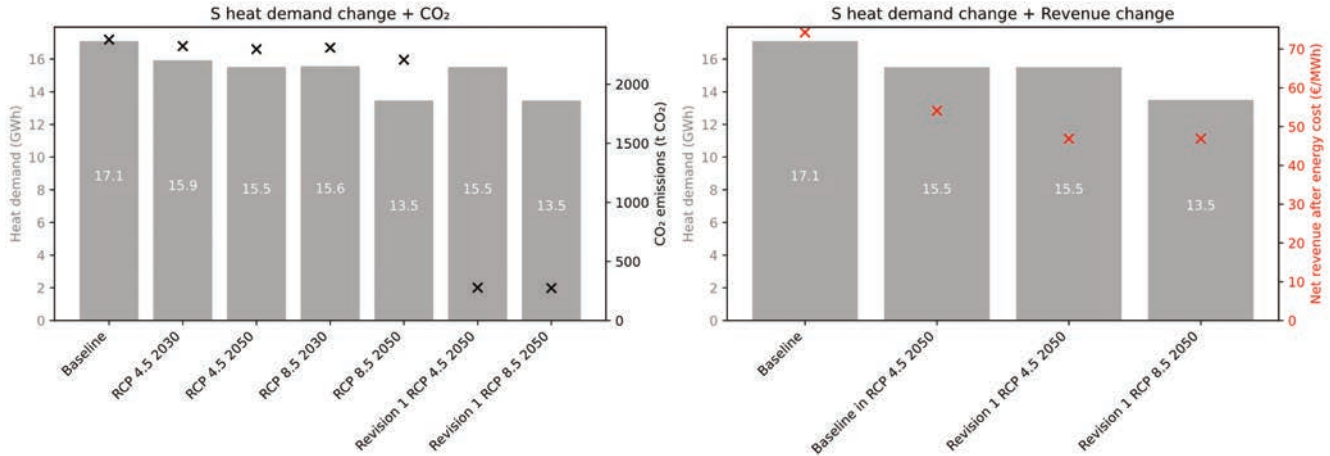 S heat demand change + CO₂
Heat demand (GWh)
16
14
12
10
8
6
4
2
0
17.1
15.9
15.5
15.6
13.5
15.5
13.5
2000
1500
1000
500
0
CO₂ emissions (t CO₂)
Baseline
RCP 4.5 2030
RCP 4.5 2050
RCP 8.5 2030
RCP 8.5 2050
Revision 1 RCP 4.5 2050
Revision 1 RCP 8.5 2050
S heat demand change + Revenue change
Heat demand (GWh)
16
14
12
10
8
6
4
2
0
17.1
15.5
15.5
13.5
70
60
50
40
30
20
10
0
Net revenue after energy cost (€/MWh)
Baseline
Baseline in RCP 4.5 2050
Revision 1 RCP 4.5 2050
Revision 1 RCP 8.5 2050